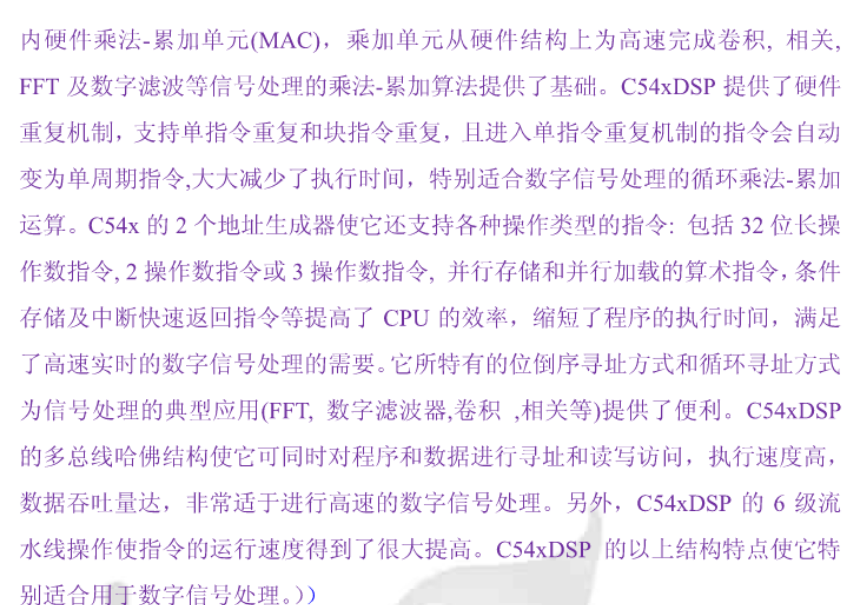 内硬件乘法-累加单元(MAC)，乘加单元从硬件结构上为高速完成卷积, 相关,
FFT 及数字滤波等信号处理的乘法-累加算法提供了基础。C54xDSP 提供了硬件
重复机制，支持单指令重复和块指令重复，且进入单指令重复机制的指令会自动
变为单周期指令,大大减少了执行时间，特别适合数字信号处理的循环乘法-累加
运算。C54x 的 2 个地址生成器使它还支持各种操作类型的指令: 包括 32 位长操
作数指令, 2 操作数指令或 3 操作数指令, 并行存储和并行加载的算术指令，条件
存储及中断快速返回指令等提高了 CPU 的效率，缩短了程序的执行时间，满足
了高速实时的数字信号处理的需要。它所特有的位倒序寻址方式和循环寻址方式
为信号处理的典型应用(FFT, 数字滤波器,卷积 ,相关等)提供了便利。C54xDSP
的多总线哈佛结构使它可同时对程序和数据进行寻址和读写访问，执行速度高，
数据吞吐量达，非常适于进行高速的数字信号处理。另外，C54xDSP 的 6 级流
水线操作使指令的运行速度得到了很大提高。C54xDSP 的以上结构特点使它特
别适合用于数字信号处理。))